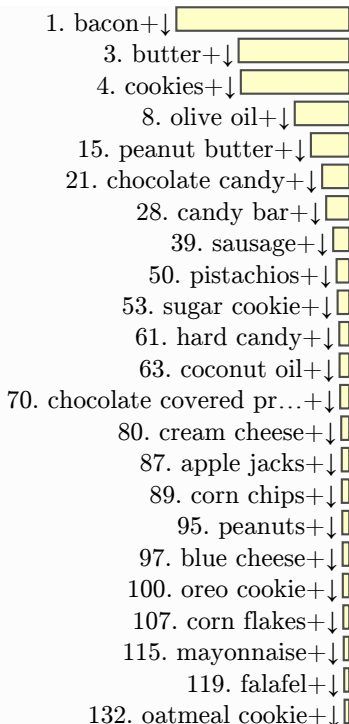 1. bacon+↓
3. butter+↓
4. cookies+↓
8. olive oil+↓
15. peanut butter+↓
21. chocolate candy+↓
28. candy bar+↓
39. sausage+↓
50. pistachios+↓
53. sugar cookie+↓
61. hard candy+↓
63. coconut oil+↓
70. chocolate covered pr...+↓
80. cream cheese+↓
87. apple jacks+↓
89. corn chips+↓
95. peanuts+↓
97. blue cheese+↓
100. oreo cookie+↓
107. corn flakes+↓
115. mayonnaise+↓
119. falafel+↓
132. oatmeal cookie+↓